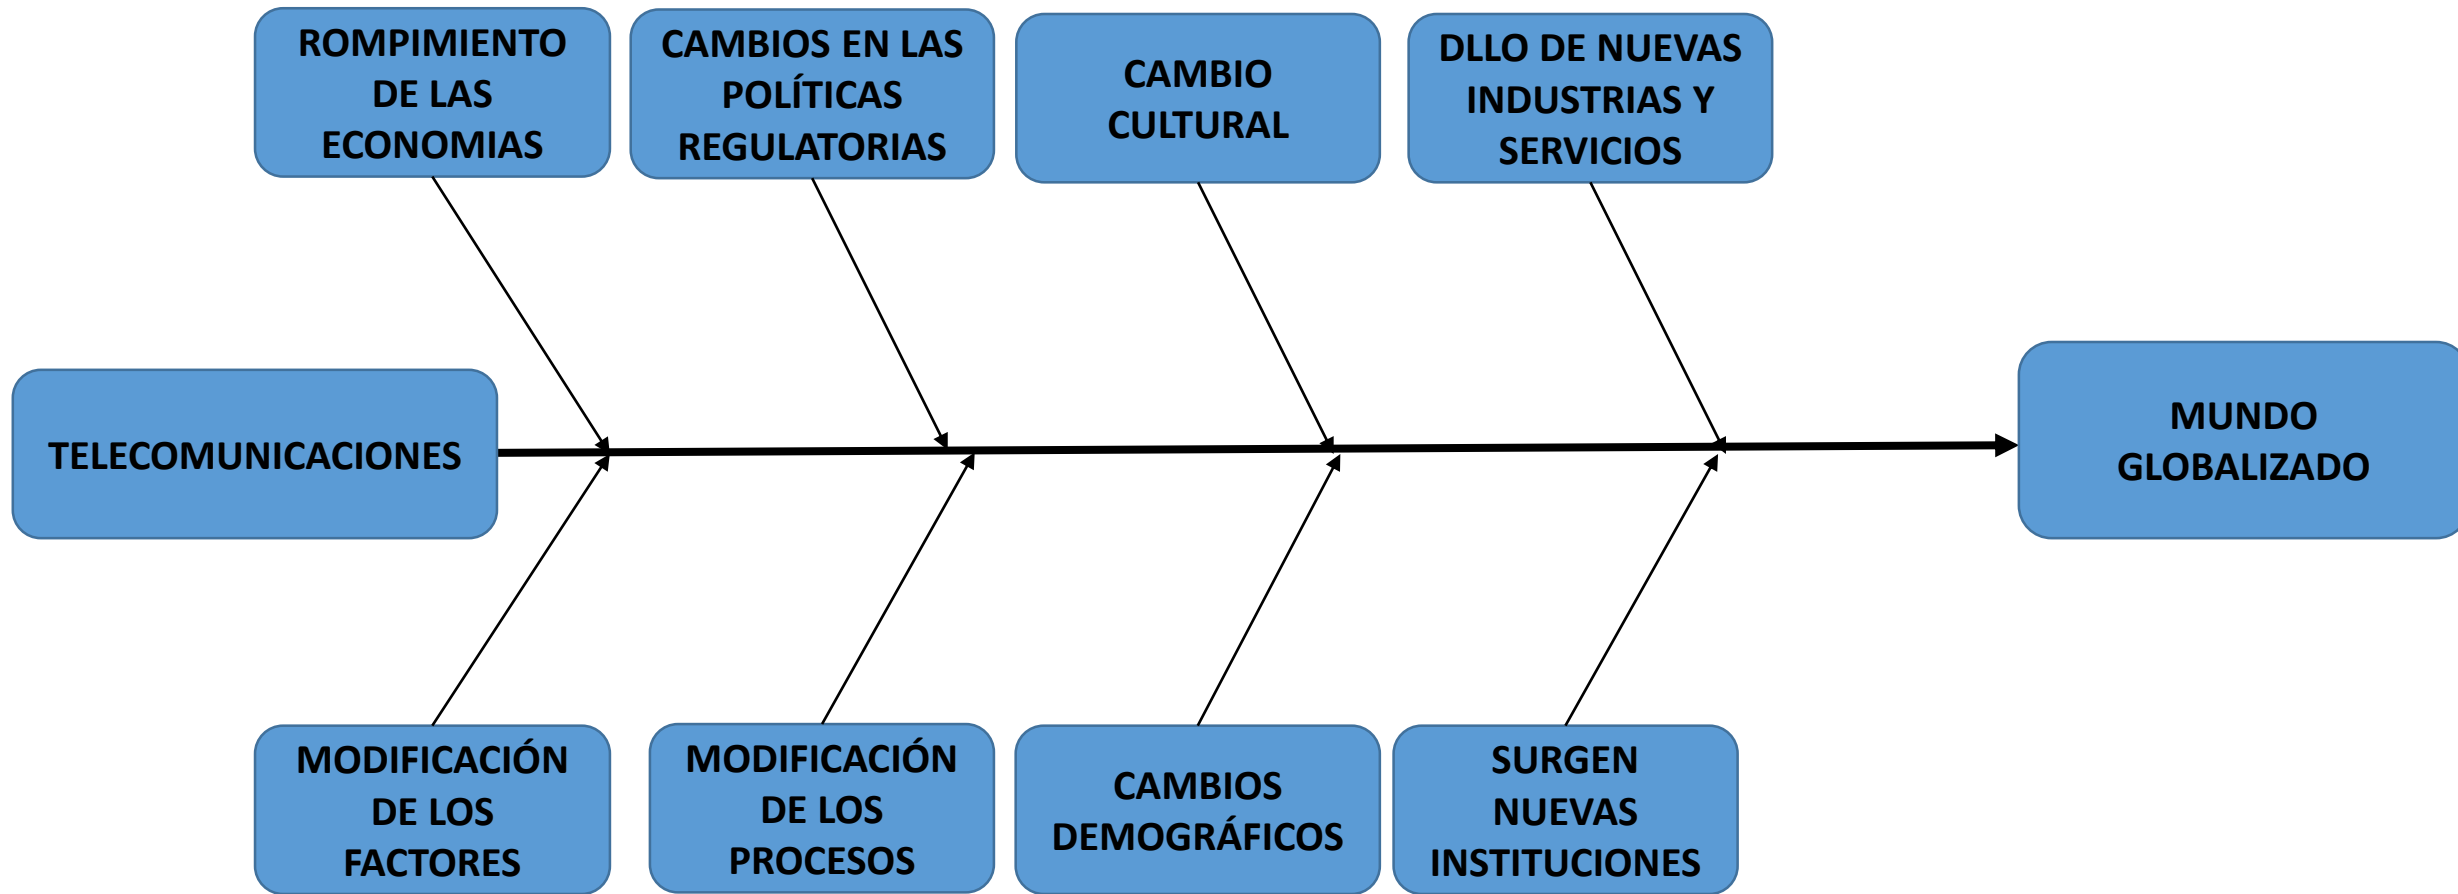 ROMPIMIENTO
DE LAS
ECONOMIAS
CAMBIOS EN LAS
POLÍTICAS
REGULATORIAS
CAMBIO
CULTURAL
DLLO DE NUEVAS
INDUSTRIAS Y
SERVICIOS
TELECOMUNICACIONES
MUNDO
GLOBALIZADO
MODIFICACIÓN
DE LOS
FACTORES
MODIFICACIÓN
DE LOS
PROCESOS
CAMBIOS
DEMOGRÁFICOS
SURGEN
NUEVAS
INSTITUCIONES